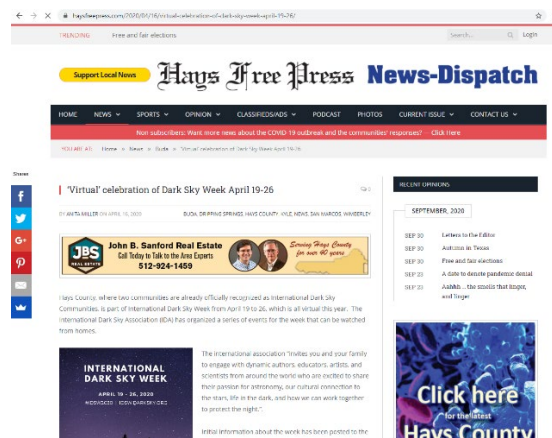 haysfreepress.com/2020/04/16/virtual-celebration-of-dark-sky-week-april-19-26/
TRENDING Free and fair elections Search... Login
Support Local News Hays Free Press News-Dispatch
HOME NEWS SPORTS OPINION CLASSIFIEDS/ADS PODCAST PHOTOS CURRENT ISSUE CONTACT US
Non subscribers: Want more news about the COVID 19 outbreak and the communities' responses? — Click Here
YOU ARE AT: Home » News » Buda » 'Virtual' celebration of Dark Sky Week April 19-26
Shares
'Virtual' celebration of Dark Sky Week April 19-26
BY ANITA MILLER ON APRIL 16, 2020 BUDA, DRIPPING SPRINGS, HAYS COUNTY, KYLE, NEWS, SAN MARCOS, WIMBERLEY
JBS
REAL ESTATE
John B. Sanford Real Estate
Call Today to Talk to the Area Experts
512-924-1459
Serving Hays County
for over 40 years
Hays County, where two communities are already officially recognized as International Dark Sky
Communities, is part of International Dark Sky Week from April 19 to 26, which is all virtual this year. The
International Dark Sky Association (IDA) has organized a series of events for the week that can be watched
from homes.
INTERNATIONAL
DARK SKY WEEK
APRIL 19 - 26, 2020
The international association "invites you and your family
to engage with dynamic authors, educators, artists, and
scientists from around the world who are excited to share
their passion for astronomy, our cultural connection to
the stars, life in the dark, and how we can work together
to protect the night.".
Initial information about the week has been posted to the
RECENT OPINIONS
SEPTEMBER, 2020
SEP 30 Letters to the Editor
SEP 30 Autumn in Texas
SEP 30 Free and fair elections
SEP 23 A date to denote pandemic denial
SEP 23 Aahhh… the smells that linger,
and linger
Click here
for the latest
Hays County